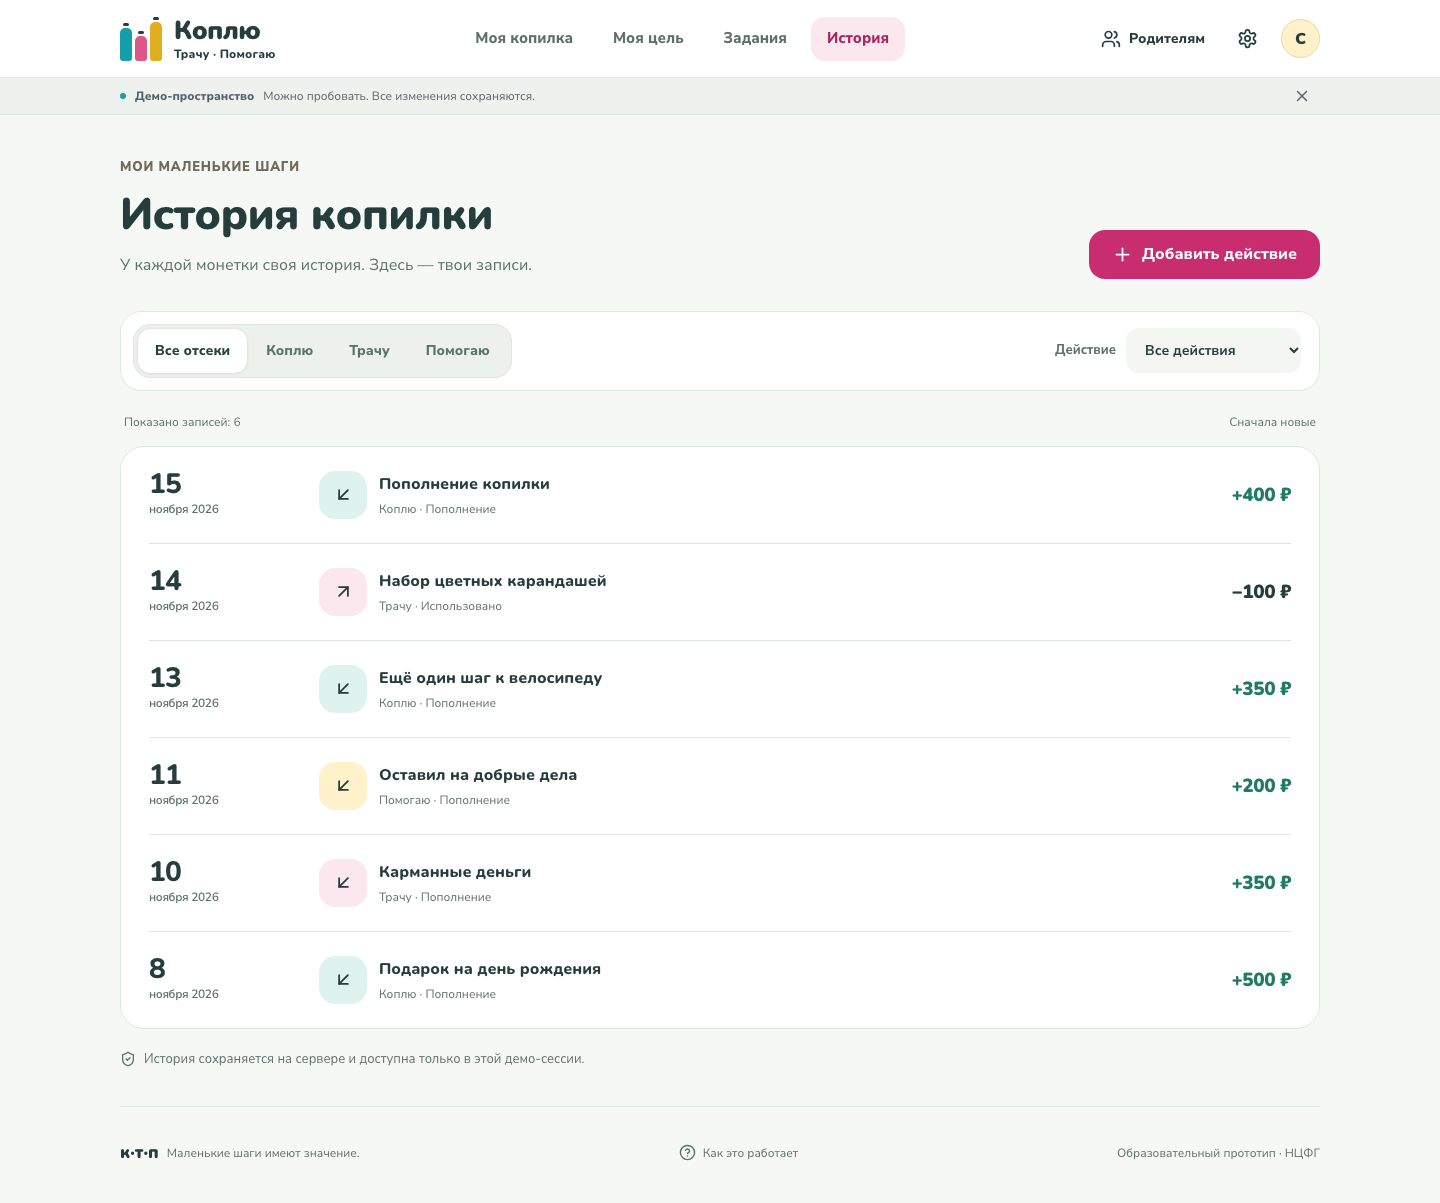 Коплю
Трачу · Помогаю
Моя копилка
Моя цель
Задания
История
Родителям
С
Демо-пространство Можно пробовать. Все изменения сохраняются.
МОИ МАЛЕНЬКИЕ ШАГИ
История копилки
У каждой монетки своя история. Здесь — твои записи.
Добавить действие
Все отсеки
Коплю
Трачу
Помогаю
Действие
Все действия
Показано записей: 6
Сначала новые
15
ноября 2026
Пополнение копилки
Коплю · Пополнение
+400 ₽
14
ноября 2026
Набор цветных карандашей
Трачу · Использовано
−100 ₽
13
ноября 2026
Ещё один шаг к велосипеду
Коплю · Пополнение
+350 ₽
11
ноября 2026
Оставил на добрые дела
Помогаю · Пополнение
+200 ₽
10
ноября 2026
Карманные деньги
Трачу · Пополнение
+350 ₽
8
ноября 2026
Подарок на день рождения
Коплю · Пополнение
+500 ₽
История сохраняется на сервере и доступна только в этой демо-сессии.
К·Т·П Маленькие шаги имеют значение.
Как это работает
Образовательный прототип · НЦФГ